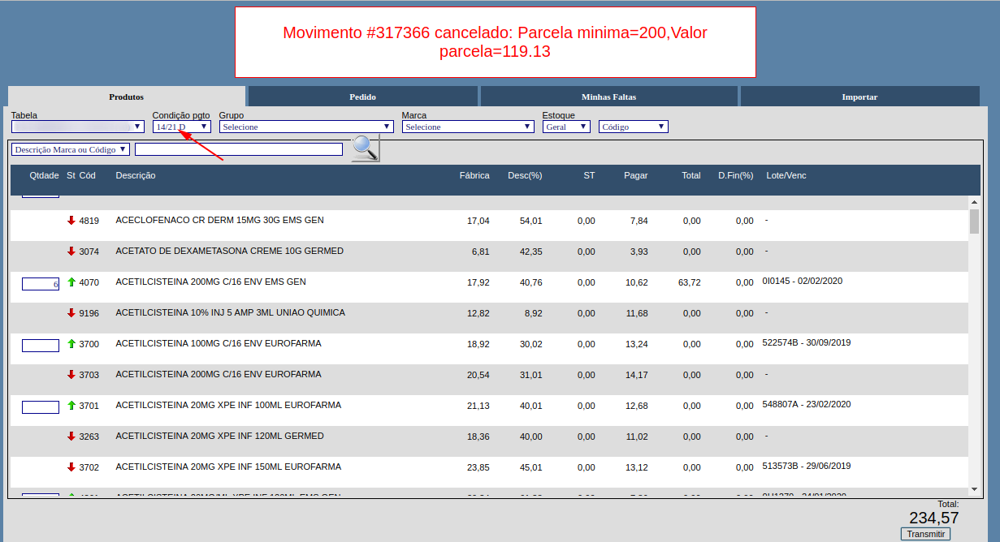 Movimento #317366 cancelado: Parcela minima=200,Valor
parcela=119.13
Produtos Pedido Minhas Faltas Importar
Tabela Condição pgto Grupo Marca Estoque
14/21 D Selecione Selecione Geral Código
Descrição Marca ou Código
Qtdade St Cód Descrição Fábrica Desc(%) ST Pagar Total D.Fin(%) Lote/Venc
4819 ACECLOFENACO CR DERM 15MG 30G EMS GEN 17,04 54,01 0,00 7,84 0,00 0,00 -
3074 ACETATO DE DEXAMETASONA CREME 10G GERMED 6,81 42,35 0,00 3,93 0,00 0,00 -
6 4070 ACETILCISTEINA 200MG C/16 ENV EMS GEN 17,92 40,76 0,00 10,62 63,72 0,00 0I0145 - 02/02/2020
9196 ACETILCISTEINA 10% INJ 5 AMP 3ML UNIAO QUIMICA 12,82 8,92 0,00 11,68 0,00 0,00 -
3700 ACETILCISTEINA 100MG C/16 ENV EUROFARMA 18,92 30,02 0,00 13,24 0,00 0,00 522574B - 30/09/2019
3703 ACETILCISTEINA 200MG C/16 ENV EUROFARMA 20,54 31,01 0,00 14,17 0,00 0,00 -
3701 ACETILCISTEINA 20MG XPE INF 100ML EUROFARMA 21,13 40,01 0,00 12,68 0,00 0,00 548807A - 23/02/2020
3263 ACETILCISTEINA 20MG XPE INF 120ML GERMED 18,36 40,00 0,00 11,02 0,00 0,00 -
3702 ACETILCISTEINA 20MG XPE INF 150ML EUROFARMA 23,85 45,01 0,00 13,12 0,00 0,00 513573B - 29/06/2019
Total:
234,57
Transmitir